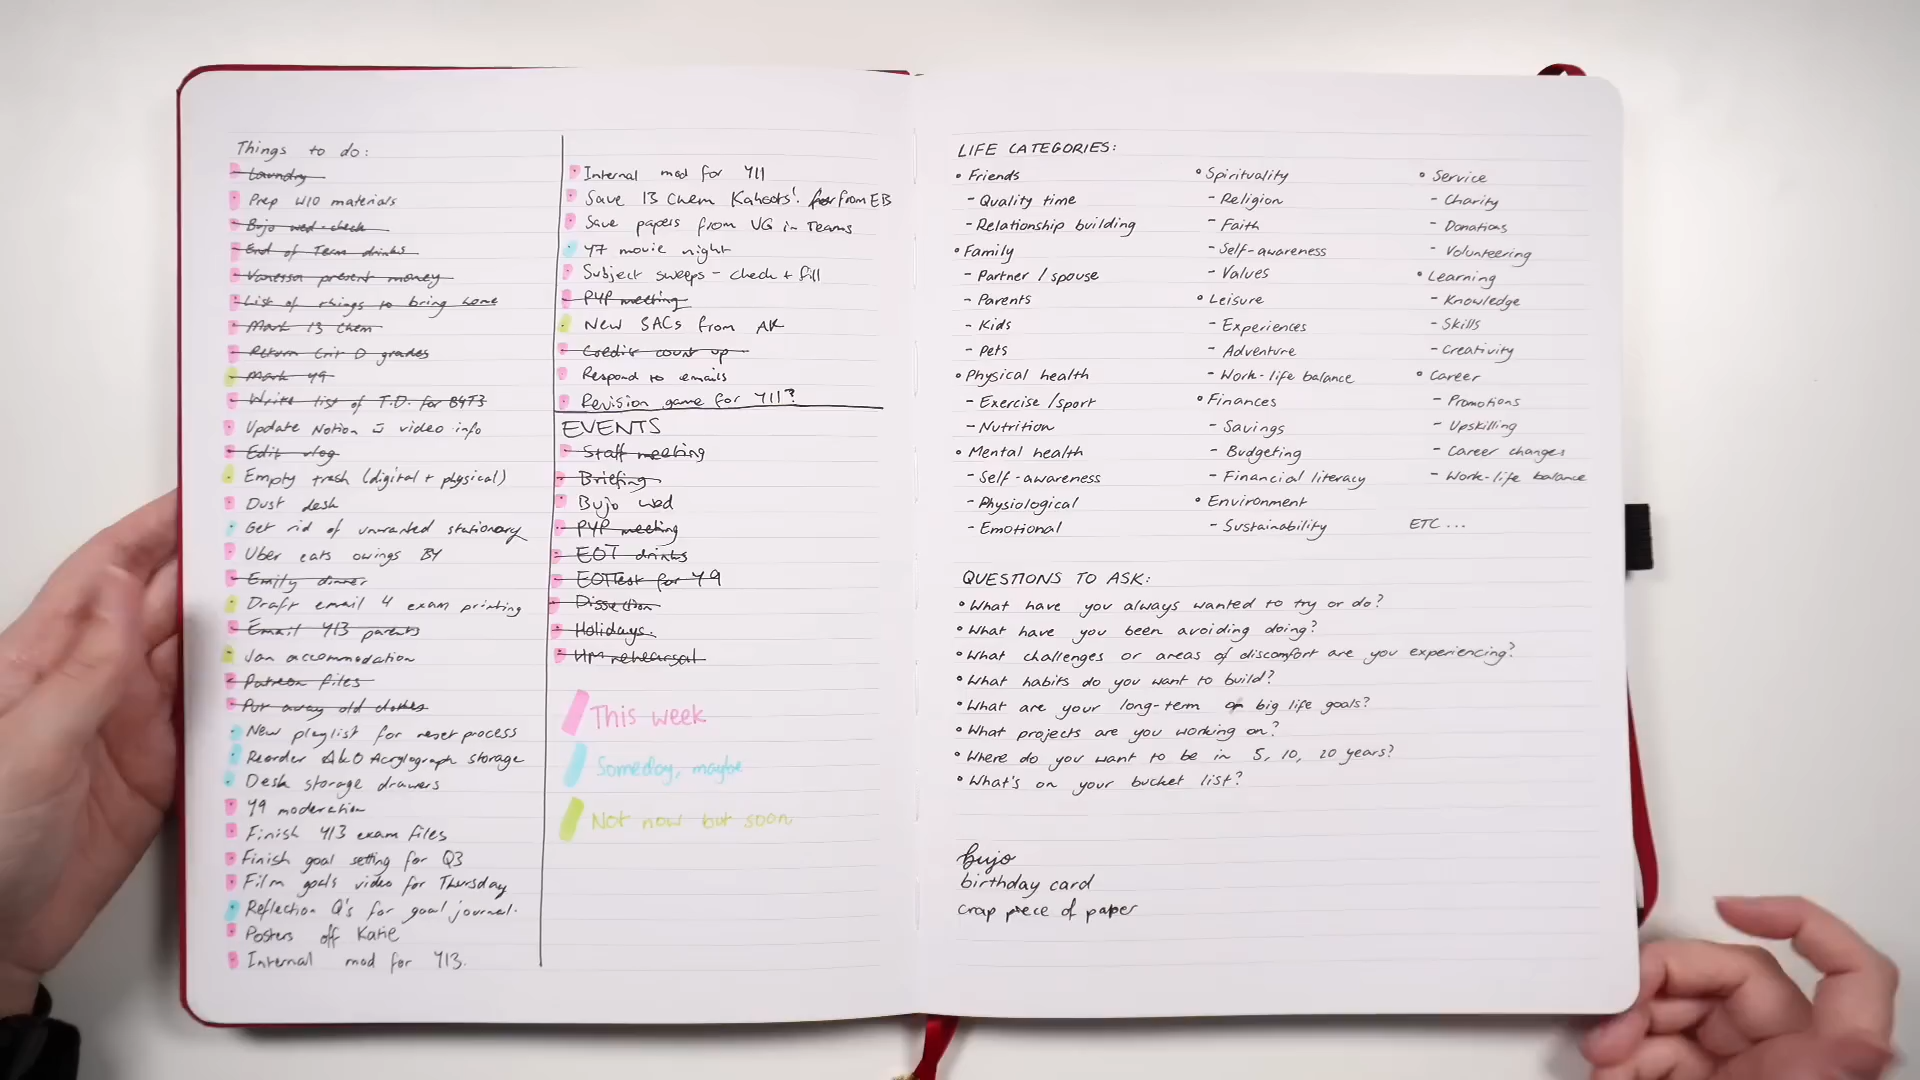 Things to do:
Laundry
Prep W10 materials
Bujo wed check
End of Term drinks
Vanessa present money
List of things to bring home
Mark 13 Chem
Return Crit D grades
Mark Y9
Write list of T.D. for B4T3
Update Notion video info
Edit vlog
Empty trash (digital + physical)
Dust desk
Get rid of unwanted stationary
Uber eats owings BY
Emily dinner
Draft email 4 exam printing
Email Y13 parents
Jan accommodation
Patreon files
Put away old clothes
New playlist for reset process
Reorder Acrylograph storage
Desk storage drawers
Y9 moderation
Finish Y13 exam files
Finish goal setting for Q3
Film goals video for Thursday
Reflection Q's for goal journal.
Posters off Katie
Internal mod for Y13.
Internal mod for Y11
Save 13 Chem Kahoots! from EB
Save papers from VG in Teams
Y7 movie night
Subject sweeps - check + fill
PYP meeting
New SACs from AK
Credit count up
Respond to emails
Revision game for Y11?
EVENTS
Staff meeting
Briefing
Bujo wed
PYP meeting
EOT drinks
EOTtest for Y9
Dissection
Holidays.
HM rehearsal
This week
Someday, maybe
Not now but soon
LIFE CATEGORIES:
• Friends
- Quality time
- Relationship building
• Family
- Partner / spouse
- Parents
- Kids
- Pets
• Physical health
- Exercise / sport
- Nutrition
• Mental health
- Self-awareness
- Physiological
- Emotional
• Spirituality
- Religion
- Faith
- Self-awareness
- Values
• Leisure
- Experiences
- Adventure
- Work-life balance
• Finances
- Savings
- Budgeting
- Financial literacy
• Environment
- Sustainability
• Service
- Charity
- Donations
- Volunteering
• Learning
- Knowledge
- Skills
- Creativity
• Career
- Promotions
- Upskilling
- Career changes
- Work-life balance
ETC...
QUESTIONS TO ASK:
• What have you always wanted to try or do?
• What have you been avoiding doing?
• What challenges or areas of discomfort are you experiencing?
• What habits do you want to build?
• What are your long-term or big life goals?
• What projects are you working on?
• Where do you want to be in 5, 10, 20 years?
• What's on your bucket list?
bujo
birthday card
crap piece of paper